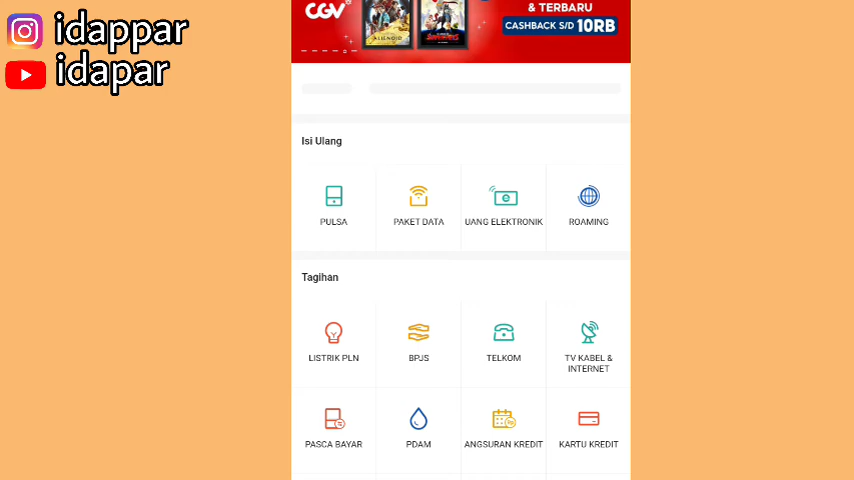 idappar
idapar
CGV
& TERBARU
CASHBACK S/D 10RB
Isi Ulang
PULSA
PAKET DATA
UANG ELEKTRONIK
ROAMING
Tagihan
LISTRIK PLN
BPJS
TELKOM
TV KABEL &
INTERNET
PASCA BAYAR
PDAM
ANGSURAN KREDIT
KARTU KREDIT